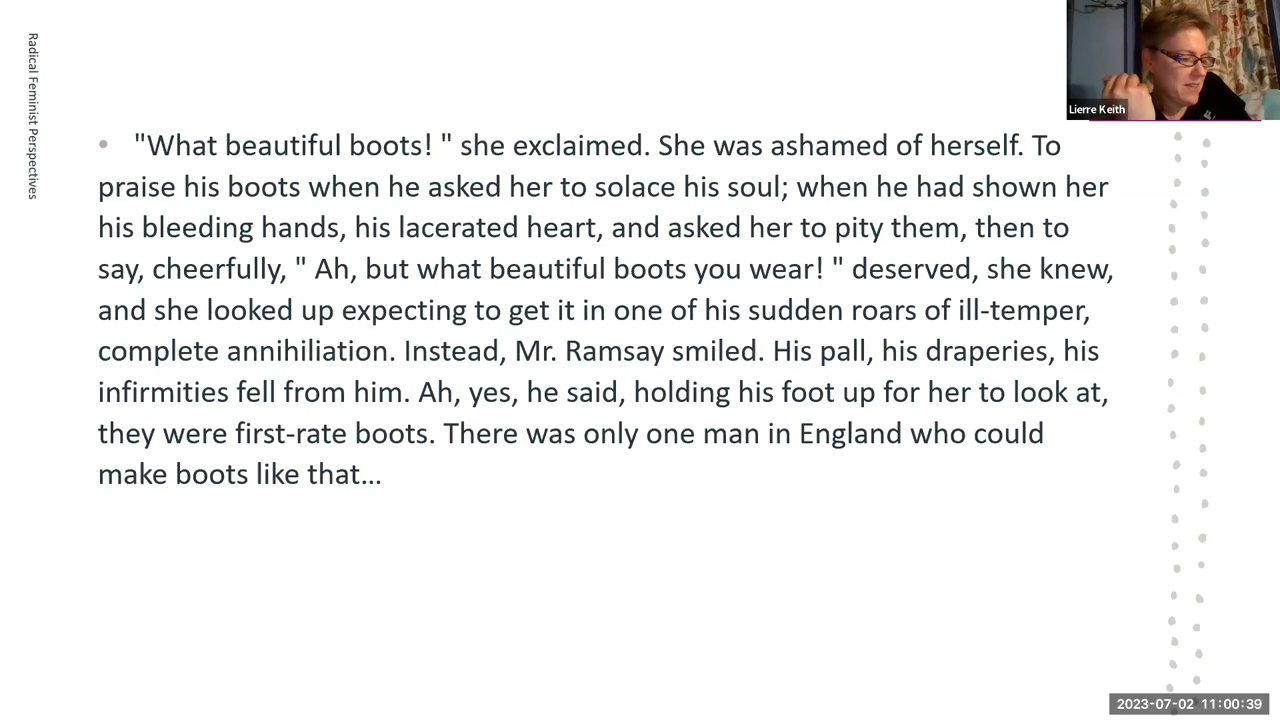 Radical Feminist Perspectives
Lierre Keith
• "What beautiful boots! " she exclaimed. She was ashamed of herself. To
praise his boots when he asked her to solace his soul; when he had shown her
his bleeding hands, his lacerated heart, and asked her to pity them, then to
say, cheerfully, " Ah, but what beautiful boots you wear! " deserved, she knew,
and she looked up expecting to get it in one of his sudden roars of ill-temper,
complete annihiliation. Instead, Mr. Ramsay smiled. His pall, his draperies, his
infirmities fell from him. Ah, yes, he said, holding his foot up for her to look at,
they were first-rate boots. There was only one man in England who could
make boots like that…
2023-07-02 11:00:39